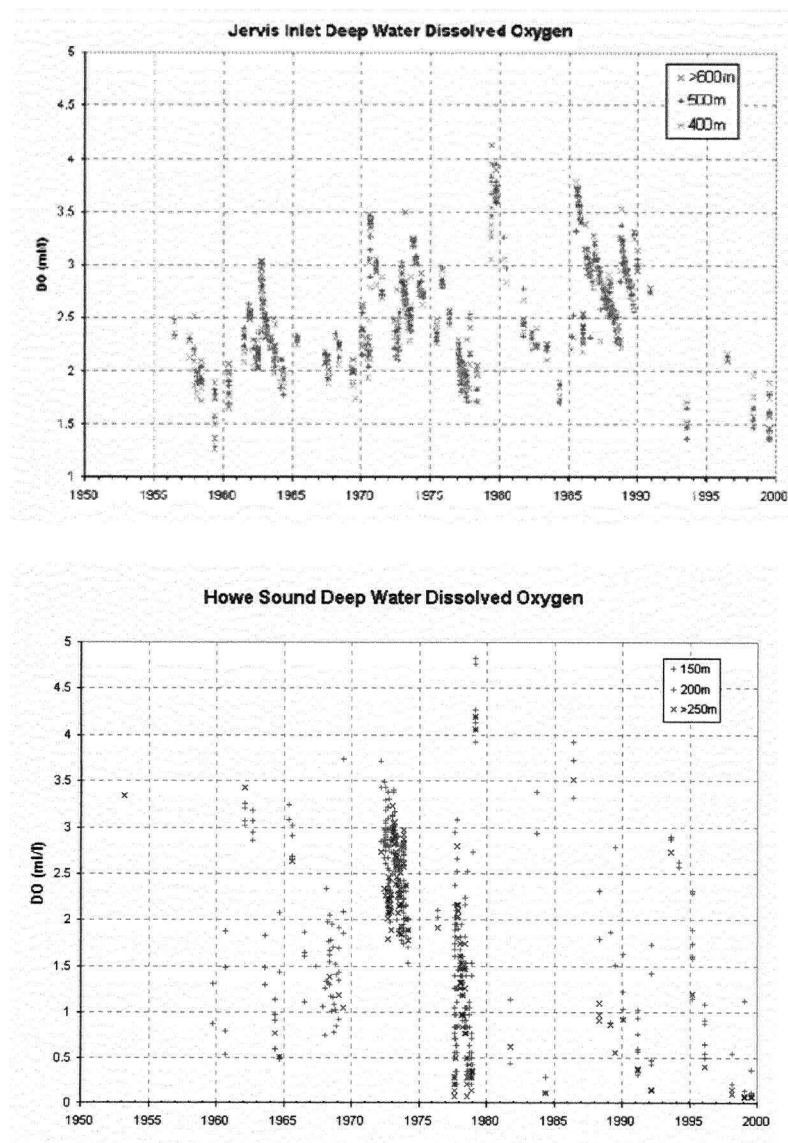 Jervis Inlet Deep Water Dissolved Oxygen
5
4.5
4
3.5
3
2.5
2
1.5
1
DO (ml/l)
× >600m
+ 500m
× 400m
1950 1955 1960 1965 1970 1975 1980 1985 1990 1995 2000
Howe Sound Deep Water Dissolved Oxygen
5
4.5
4
3.5
3
2.5
2
1.5
1
0.5
0
DO (ml/l)
+ 150m
+ 200m
× >250m
1950 1955 1960 1965 1970 1975 1980 1985 1990 1995 2000